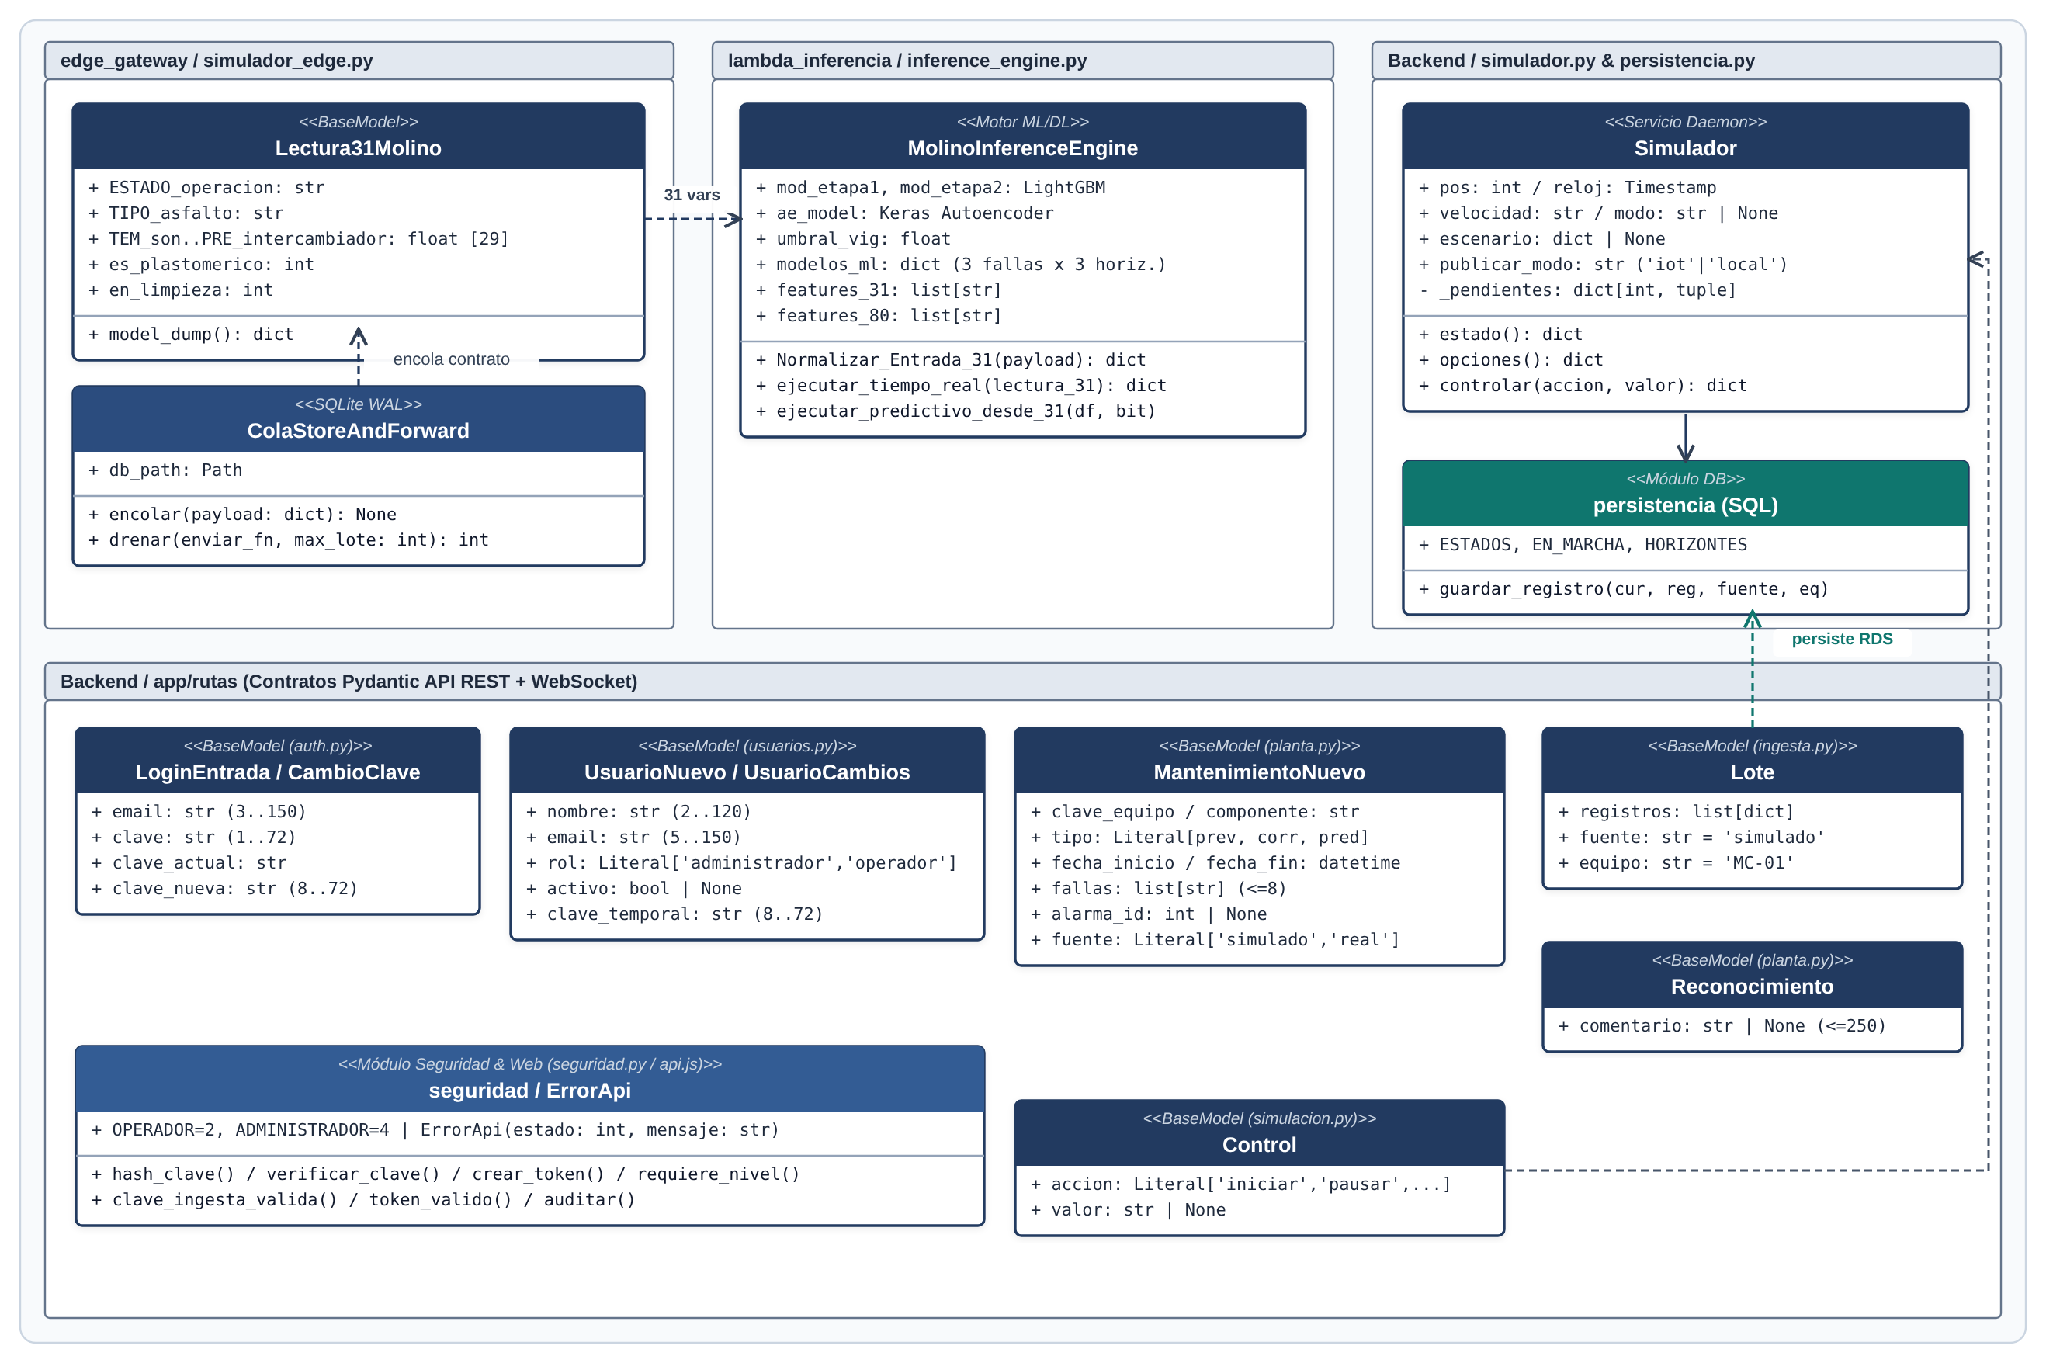 edge_gateway / simulador_edge.py
<<BaseModel>>
Lectura31Molino
+ ESTADO_operacion: str
+ TIPO_asfalto: str
+ TEM_son..PRE_intercambiador: float [29]
+ es_plastomerico: int
+ en_limpieza: int
+ model_dump(): dict
encola contrato
<<SQLite WAL>>
ColaStoreAndForward
+ db_path: Path
+ encolar(payload: dict): None
+ drenar(enviar_fn, max_lote: int): int
31 vars
lambda_inferencia / inference_engine.py
<<Motor ML/DL>>
MolinoInferenceEngine
+ mod_etapa1, mod_etapa2: LightGBM
+ ae_model: Keras Autoencoder
+ umbral_vig: float
+ modelos_ml: dict (3 fallas x 3 horiz.)
+ features_31: list[str]
+ features_80: list[str]
+ Normalizar_Entrada_31(payload): dict
+ ejecutar_tiempo_real(lectura_31): dict
+ ejecutar_predictivo_desde_31(df, bit)
Backend / simulador.py & persistencia.py
<<Servicio Daemon>>
Simulador
+ pos: int / reloj: Timestamp
+ velocidad: str / modo: str | None
+ escenario: dict | None
+ publicar_modo: str ('iot'|'local')
- _pendientes: dict[int, tuple]
+ estado(): dict
+ opciones(): dict
+ controlar(accion, valor): dict
<<Módulo DB>>
persistencia (SQL)
+ ESTADOS, EN_MARCHA, HORIZONTES
+ guardar_registro(cur, reg, fuente, eq)
persiste RDS
Backend / app/rutas (Contratos Pydantic API REST + WebSocket)
<<BaseModel (auth.py)>>
LoginEntrada / CambioClave
+ email: str (3..150)
+ clave: str (1..72)
+ clave_actual: str
+ clave_nueva: str (8..72)
<<BaseModel (usuarios.py)>>
UsuarioNuevo / UsuarioCambios
+ nombre: str (2..120)
+ email: str (5..150)
+ rol: Literal['administrador','operador']
+ activo: bool | None
+ clave_temporal: str (8..72)
<<BaseModel (planta.py)>>
MantenimientoNuevo
+ clave_equipo / componente: str
+ tipo: Literal[prev, corr, pred]
+ fecha_inicio / fecha_fin: datetime
+ fallas: list[str] (<=8)
+ alarma_id: int | None
+ fuente: Literal['simulado','real']
<<BaseModel (ingesta.py)>>
Lote
+ registros: list[dict]
+ fuente: str = 'simulado'
+ equipo: str = 'MC-01'
<<BaseModel (planta.py)>>
Reconocimiento
+ comentario: str | None (<=250)
<<Módulo Seguridad & Web (seguridad.py / api.js)>>
seguridad / ErrorApi
+ OPERADOR=2, ADMINISTRADOR=4 | ErrorApi(estado: int, mensaje: str)
+ hash_clave() / verificar_clave() / crear_token() / requiere_nivel()
+ clave_ingesta_valida() / token_valido() / auditar()
<<BaseModel (simulacion.py)>>
Control
+ accion: Literal['iniciar','pausar',...]
+ valor: str | None